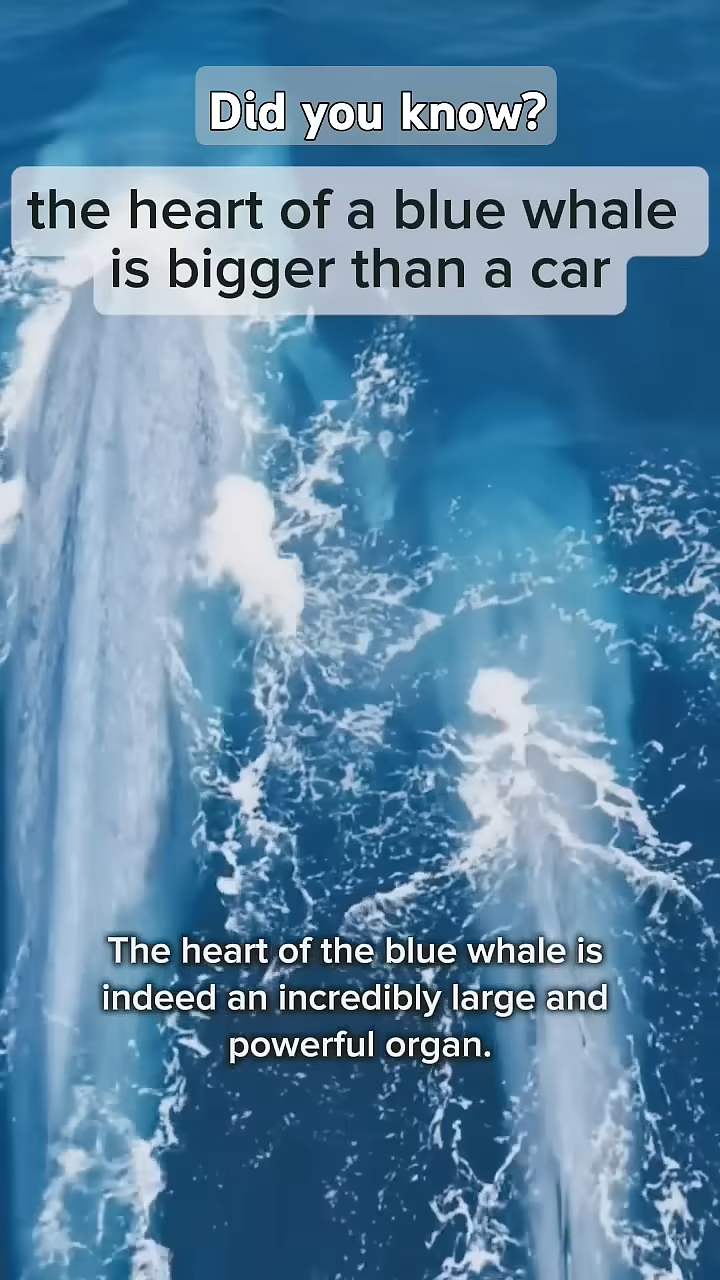 Did you know?
the heart of a blue whale
is bigger than a car
The heart of the blue whale is
indeed an incredibly large and
powerful organ.